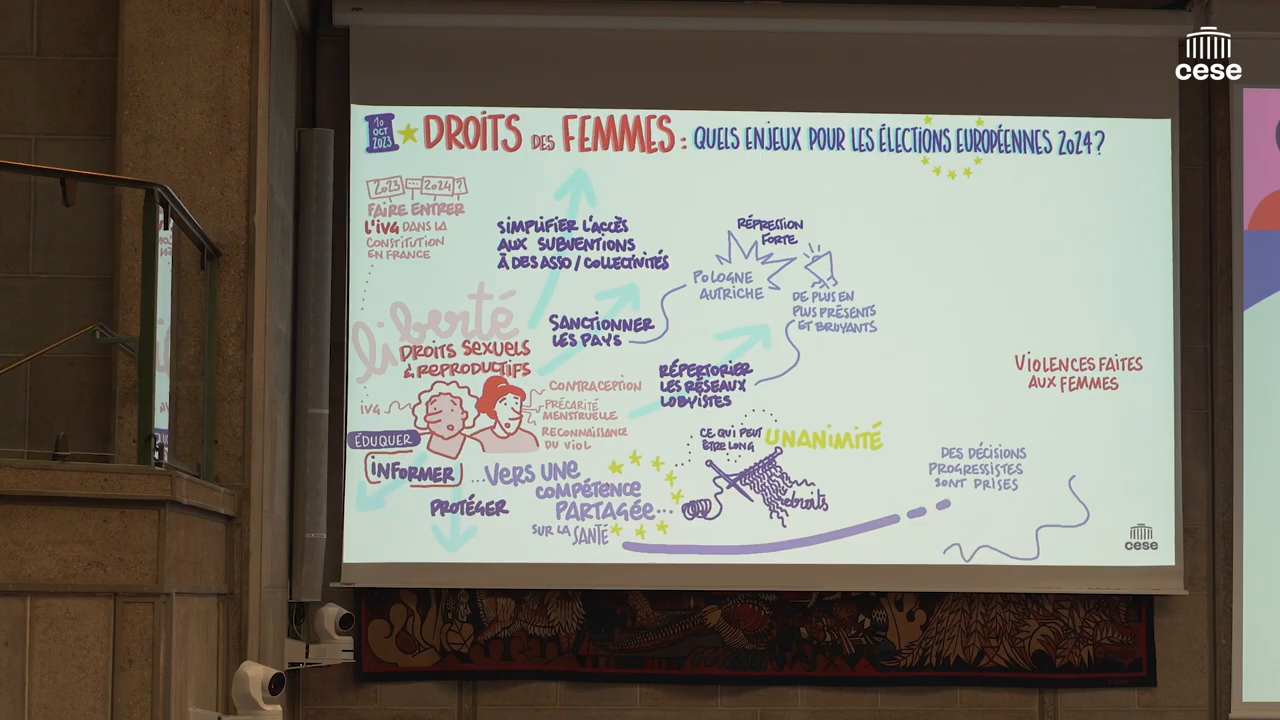 cese
10
OCT
2023
DROITS DES FEMMES : QUELS ENJEUX POUR LES ÉLECTIONS EUROPÉENNES 2024 ?
2023 ... 2024?
FAIRE ENTRER
L'IVG DANS LA
CONSTITUTION
EN FRANCE
SIMPLIFIER L'ACCÈS
AUX SUBVENTIONS
À DES ASSO / COLLECTIVITÉS
RÉPRESSION
FORTE
POLOGNE
AUTRICHE
DE PLUS EN
PLUS PRÉSENTS
ET BRUYANTS
liberté
SANCTIONNER
LES PAYS
DROITS SEXUELS
& REPRODUCTIFS
RÉPERTORIER
LES RÉSEAUX
LOBYISTES
VIOLENCES FAITES
AUX FEMMES
IVG
CONTRACEPTION
PRÉCARITÉ
MENSTRUELLE
RECONNAISSANCE
DU VIOL
ÉDUQUER
INFORMER
PROTÉGER
...VERS UNE
COMPÉTENCE
PARTAGÉE...
SUR LA SANTÉ
CE QUI PEUT
ÊTRE LONG
UNANIMITÉ
droits
DES DÉCISIONS
PROGRESSISTES
SONT PRISES
cese